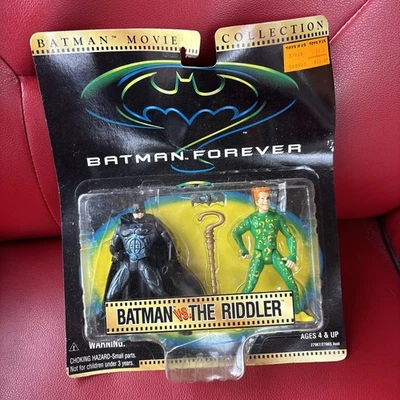 BATMAN™ MOVIE COLLECTION
BATMAN FOREVER
BATMAN vs. THE RIDDLER™
⚠ WARNING:
CHOKING HAZARD-Small parts.
Not for children under 3 years.
AGES 4 & UP